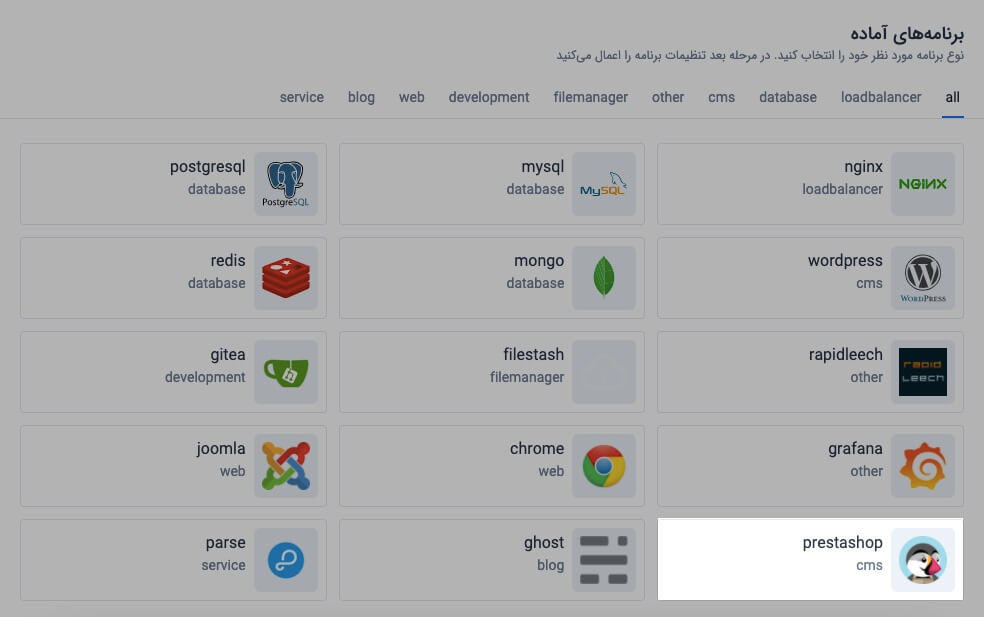 برنامه‌های آماده
نوع برنامه مورد نظر خود را انتخاب کنید. در مرحله بعد تنظیمات برنامه را اعمال می‌کنید
all
loadbalancer
database
cms
other
filemanager
development
web
blog
service
nginx
loadbalancer
NGINX
mysql
database
MySQL
postgresql
database
PostgreSQL
wordpress
cms
WORDPRESS
mongo
database
redis
database
rapidleech
other
RAPID
LEECH
filestash
filemanager
gitea
development
grafana
other
chrome
web
joomla
web
prestashop
cms
ghost
blog
parse
service